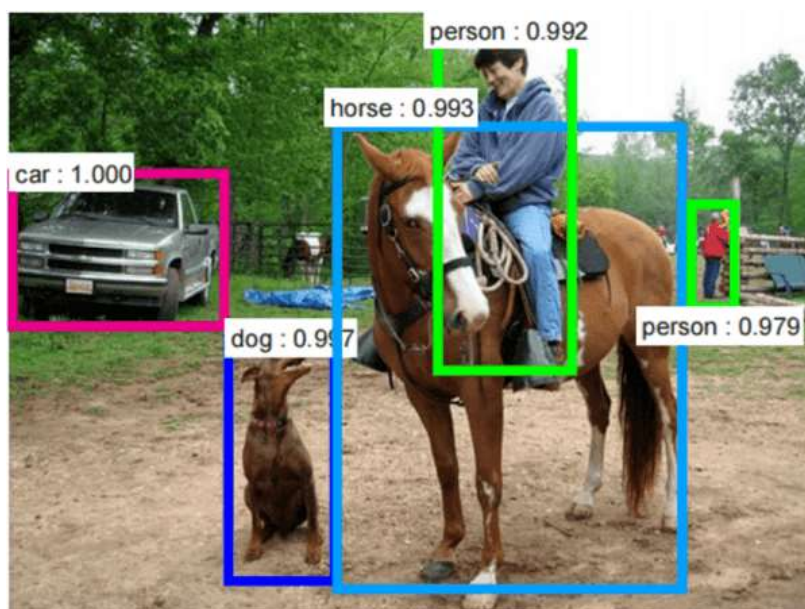 person : 0.992
horse : 0.993
car : 1.000
dog : 0.997
person : 0.979